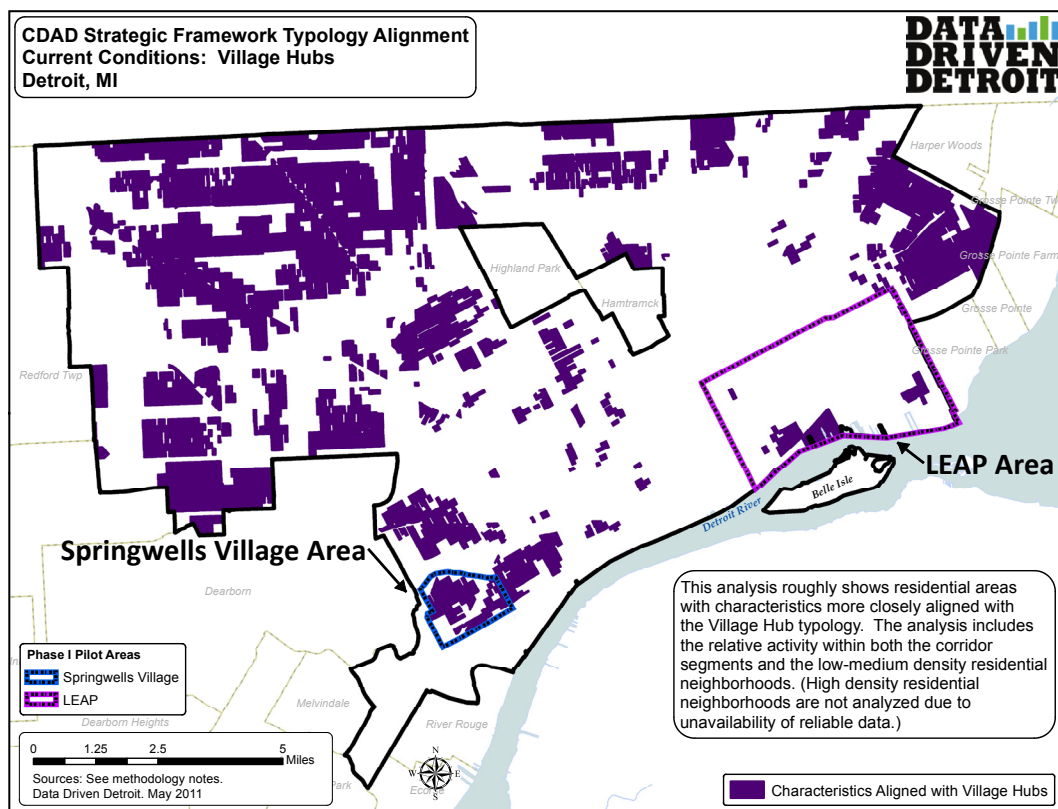 CDAD Strategic Framework Typology Alignment
Current Conditions: Village Hubs
Detroit, MI
DATA
DRIVEN
DETROIT
Harper Woods
Grosse Pointe Tw
Grosse Pointe Farm
Grosse Pointe
Grosse Pointe Park
Highland Park
Hamtramck
Redford Twp
LEAP Area
Belle Isle
Detroit River
Springwells Village Area
Dearborn
This analysis roughly shows residential areas
with characteristics more closely aligned with
the Village Hub typology. The analysis includes
the relative activity within both the corridor
segments and the low-medium density residential
neighborhoods. (High density residential
neighborhoods are not analyzed due to
unavailability of reliable data.)
Phase I Pilot Areas
Springwells Village
LEAP
Melvindale
Dearborn Heights
River Rouge
0 1.25 2.5 5
Miles
Sources: See methodology notes.
Data Driven Detroit. May 2011
Park
Ecorse
N
W E
S
Characteristics Aligned with Village Hubs